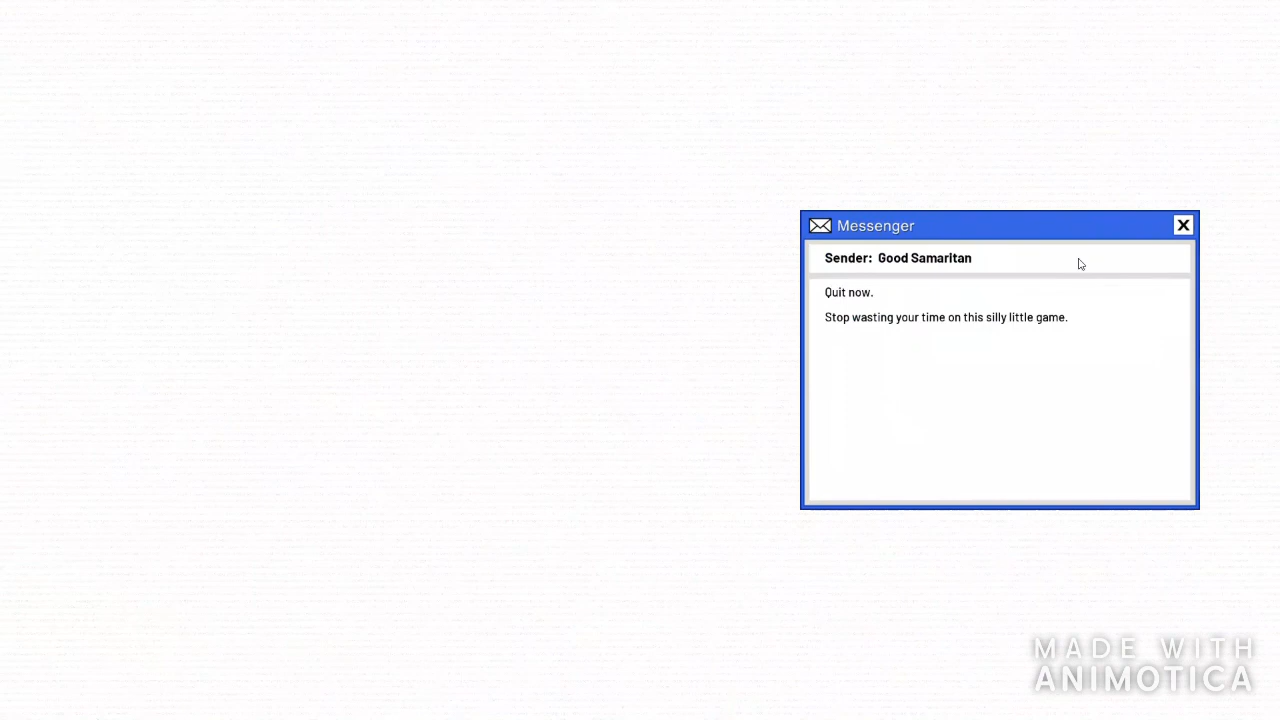 Messenger
X
Sender: Good Samaritan
Quit now.
Stop wasting your time on this silly little game.
MADE WITH
ANIMOTICA